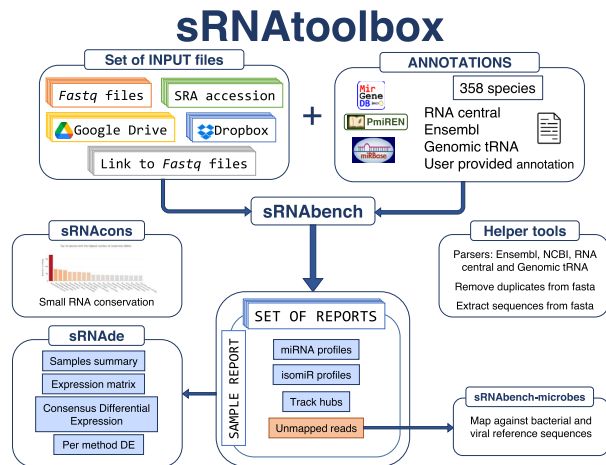 sRNAtoolbox
Set of INPUT files
Fastq files
SRA accession
Google Drive
Dropbox
Link to Fastq files
+
ANNOTATIONS
Mir
Gene
DB
PmiREN
miRBase
358 species
RNA central
Ensembl
Genomic tRNA
User provided annotation
sRNAbench
sRNAcons
Small RNA conservation
Helper tools
Parsers: Ensembl, NCBI, RNA
central and Genomic tRNA
Remove duplicates from fasta
Extract sequences from fasta
SET OF REPORTS
SAMPLE REPORT
miRNA profiles
isomiR profiles
Track hubs
Unmapped reads
sRNAde
Samples summary
Expression matrix
Consensus Differential
Expression
Per method DE
sRNAbench-microbes
Map against bacterial and
viral reference sequences